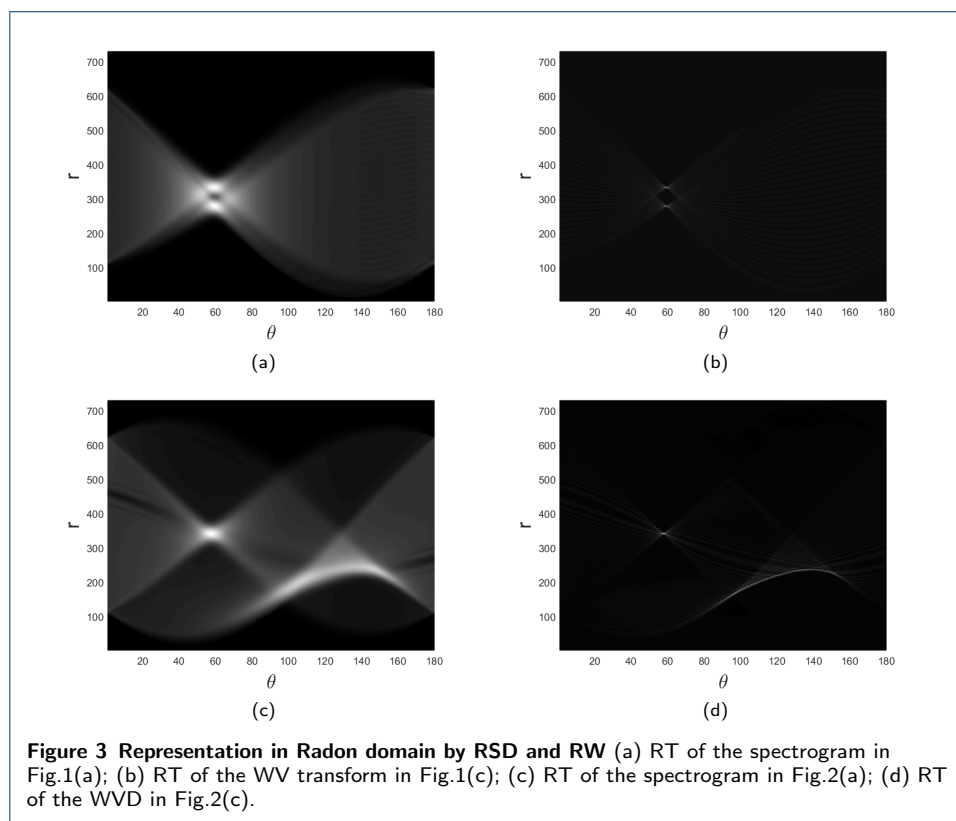 700
600
500
400
300
200
100
r
20 40 60 80 100 120 140 160 180
θ
(a)
700
600
500
400
300
200
100
r
20 40 60 80 100 120 140 160 180
θ
(b)
700
600
500
400
300
200
100
r
20 40 60 80 100 120 140 160 180
θ
(c)
700
600
500
400
300
200
100
r
20 40 60 80 100 120 140 160 180
θ
(d)
Figure 3 Representation in Radon domain by RSD and RW (a) RT of the spectrogram in
Fig.1(a); (b) RT of the WV transform in Fig.1(c); (c) RT of the spectrogram in Fig.2(a); (d) RT
of the WVD in Fig.2(c).